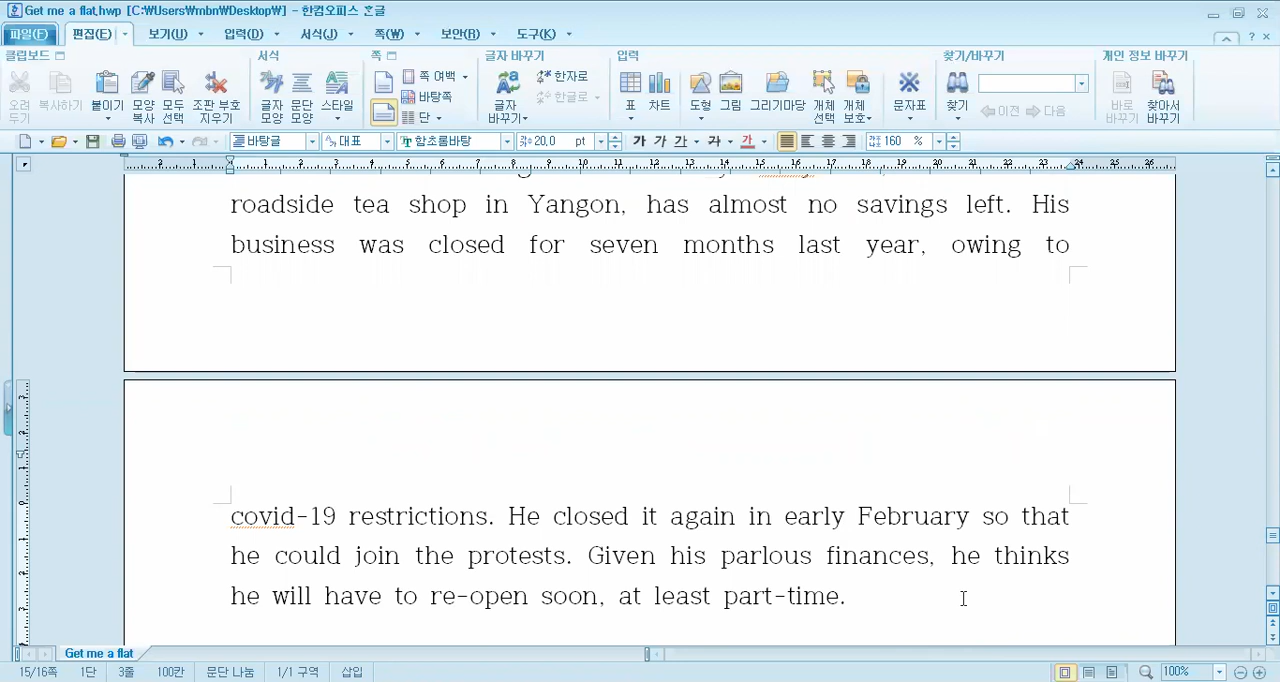 Get me a flat.hwp [C:\Users\mbn\Desktop\] - 한컴오피스 한글
파일(F) 편집(E) 보기(U) 입력(D) 서식(J) 쪽(W) 보안(R) 도구(K)
클립보드 서식 쪽 글자 바꾸기 입력 찾기/바꾸기 개인 정보 보호
오려 두기 복사하기 붙이기 모양 복사 모두 선택 조판 부호 지우기 글자 모양 문단 모양 스타일 쪽 여백 바탕쪽 단 글자 바꾸기 한자로 한글로 표 차트 도형 그림 그리기마당 개체 선택 개체 보호 문자표 찾기 이전 다음 바로 바꾸기 찾아서 바꾸기
바탕글 대표 함초롬바탕 20,0 pt 가 가 가 가 가 160 %
roadside tea shop in Yangon, has almost no savings left. His
business was closed for seven months last year, owing to
covid-19 restrictions. He closed it again in early February so that
he could join the protests. Given his parlous finances, he thinks
he will have to re-open soon, at least part-time.
Get me a flat
15/16쪽 1단 3줄 100칸 문단 나눔 1/1 구역 삽입 100%